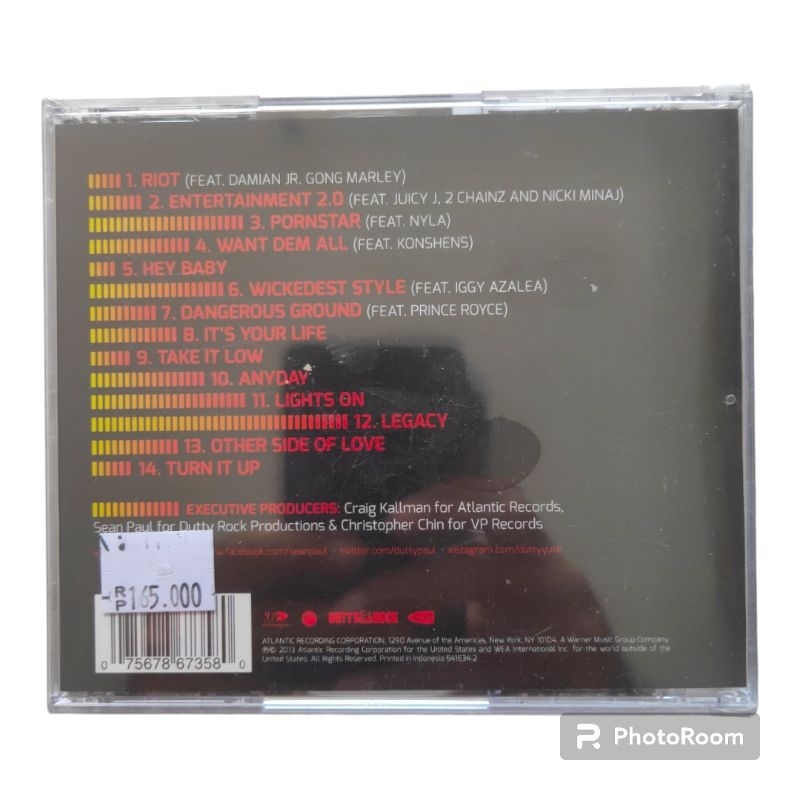 1. RIOT (FEAT. DAMIAN JR. GONG MARLEY)
2. ENTERTAINMENT 2.0 (FEAT. JUICY J, 2 CHAINZ AND NICKI MINAJ)
3. PORNSTAR (FEAT. NYLA)
4. WANT DEM ALL (FEAT. KONSHENS)
5. HEY BABY
6. WICKEDEST STYLE (FEAT. IGGY AZALEA)
7. DANGEROUS GROUND (FEAT. PRINCE ROYCE)
8. IT'S YOUR LIFE
9. TAKE IT LOW
10. ANYDAY
11. LIGHTS ON
12. LEGACY
13. OTHER SIDE OF LOVE
14. TURN IT UP
EXECUTIVE PRODUCERS: Craig Kallman for Atlantic Records,
Sean Paul for Dutty Rock Productions & Christopher Chin for VP Records
www.facebook.com/seanpaul · twitter.com/duttypaul · instagram.com/duttyyute
RP165.000
DUTTY ROCK
0 75678 67358 0
ATLANTIC RECORDING CORPORATION, 1290 Avenue of the Americas, New York, NY 10104. A Warner Music Group Company.
℗© 2013 Atlantic Recording Corporation for the United States and WEA International Inc. for the world outside of the
United States. All Rights Reserved. Printed in Indonesia 541634-2
PhotoRoom